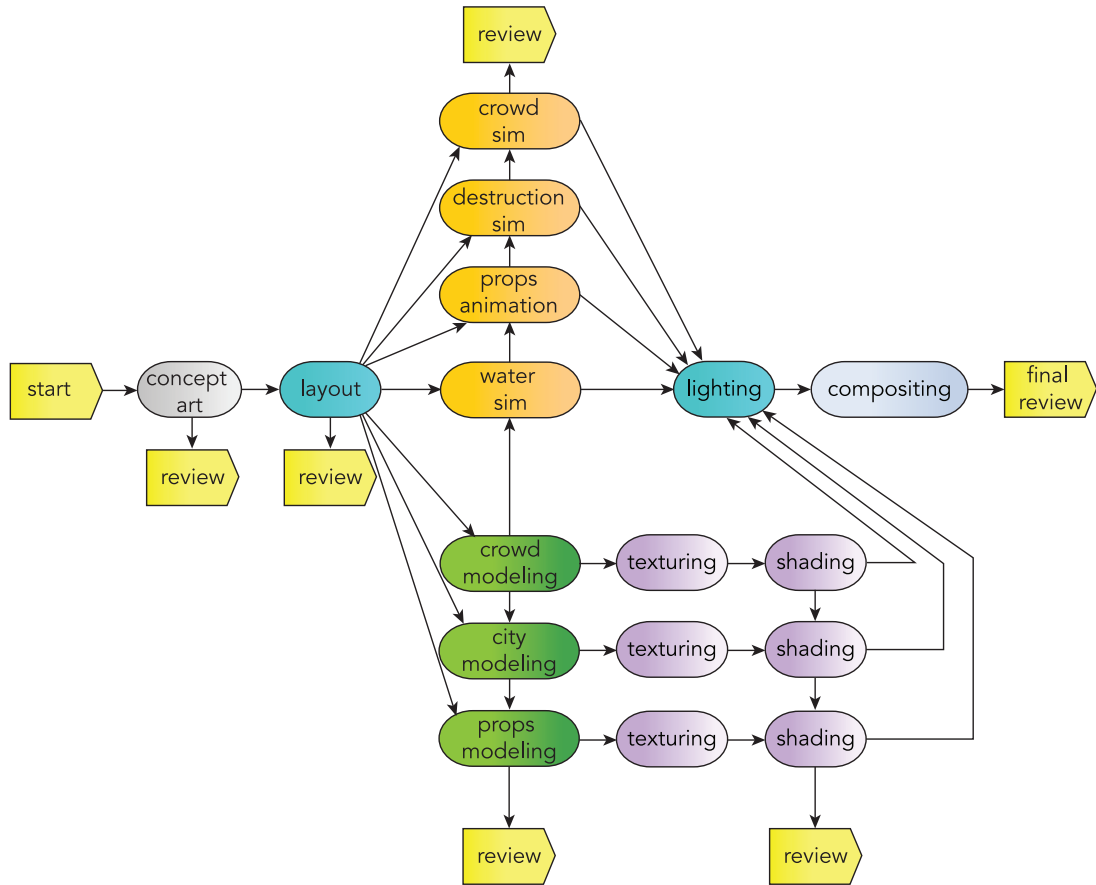 review
crowd
sim
destruction
sim
props
animation
start
concept
art
layout
water
sim
lighting
compositing
final
review
review
review
crowd
modeling
texturing
shading
city
modeling
texturing
shading
props
modeling
texturing
shading
review
review